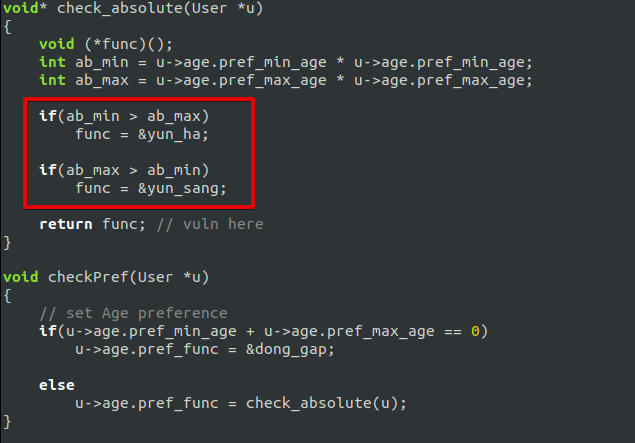 void* check_absolute(User *u)
{
    void (*func)();
    int ab_min = u->age.pref_min_age * u->age.pref_min_age;
    int ab_max = u->age.pref_max_age * u->age.pref_max_age;

    if(ab_min > ab_max)
        func = &yun_ha;

    if(ab_max > ab_min)
        func = &yun_sang;

    return func; // vuln here
}

void checkPref(User *u)
{
    // set Age preference
    if(u->age.pref_min_age + u->age.pref_max_age == 0)
        u->age.pref_func = &dong_gap;

    else
        u->age.pref_func = check_absolute(u);
}